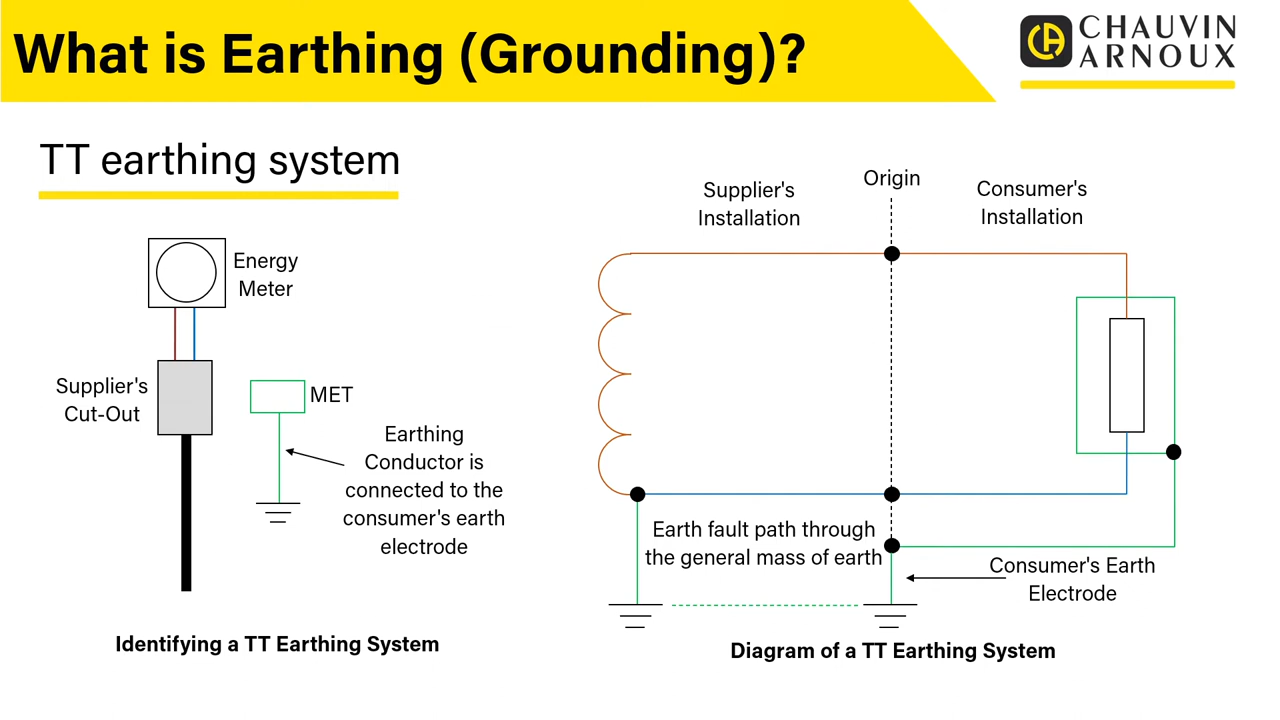 What is Earthing (Grounding)?
CHAUVIN
ARNOUX
TT earthing system
Energy
Meter
Supplier's
Cut-Out
MET
Earthing
Conductor is
connected to the
consumer's earth
electrode
Identifying a TT Earthing System
Supplier's
Installation
Origin
Consumer's
Installation
Earth fault path through
the general mass of earth
Consumer's Earth
Electrode
Diagram of a TT Earthing System